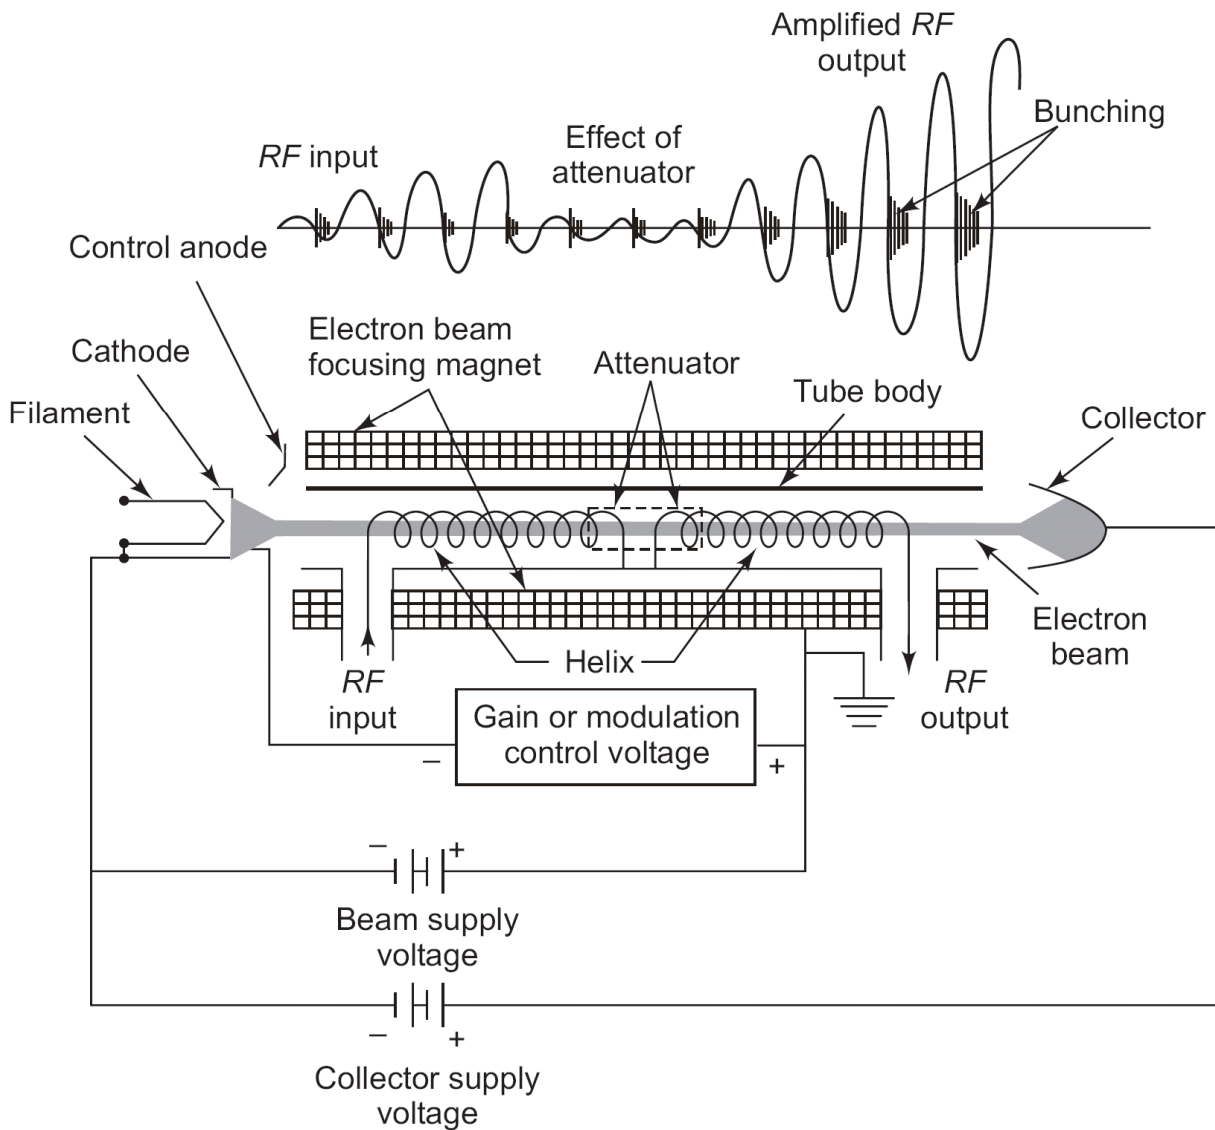 Amplified RF
output
Bunching
Effect of
attenuator
RF input
Control anode
Electron beam
focusing magnet
Cathode
Attenuator
Tube body
Filament
Collector
Electron
beam
Helix
RF
input
RF
output
Gain or modulation
control voltage
− +
− +
Beam supply
voltage
− +
Collector supply
voltage